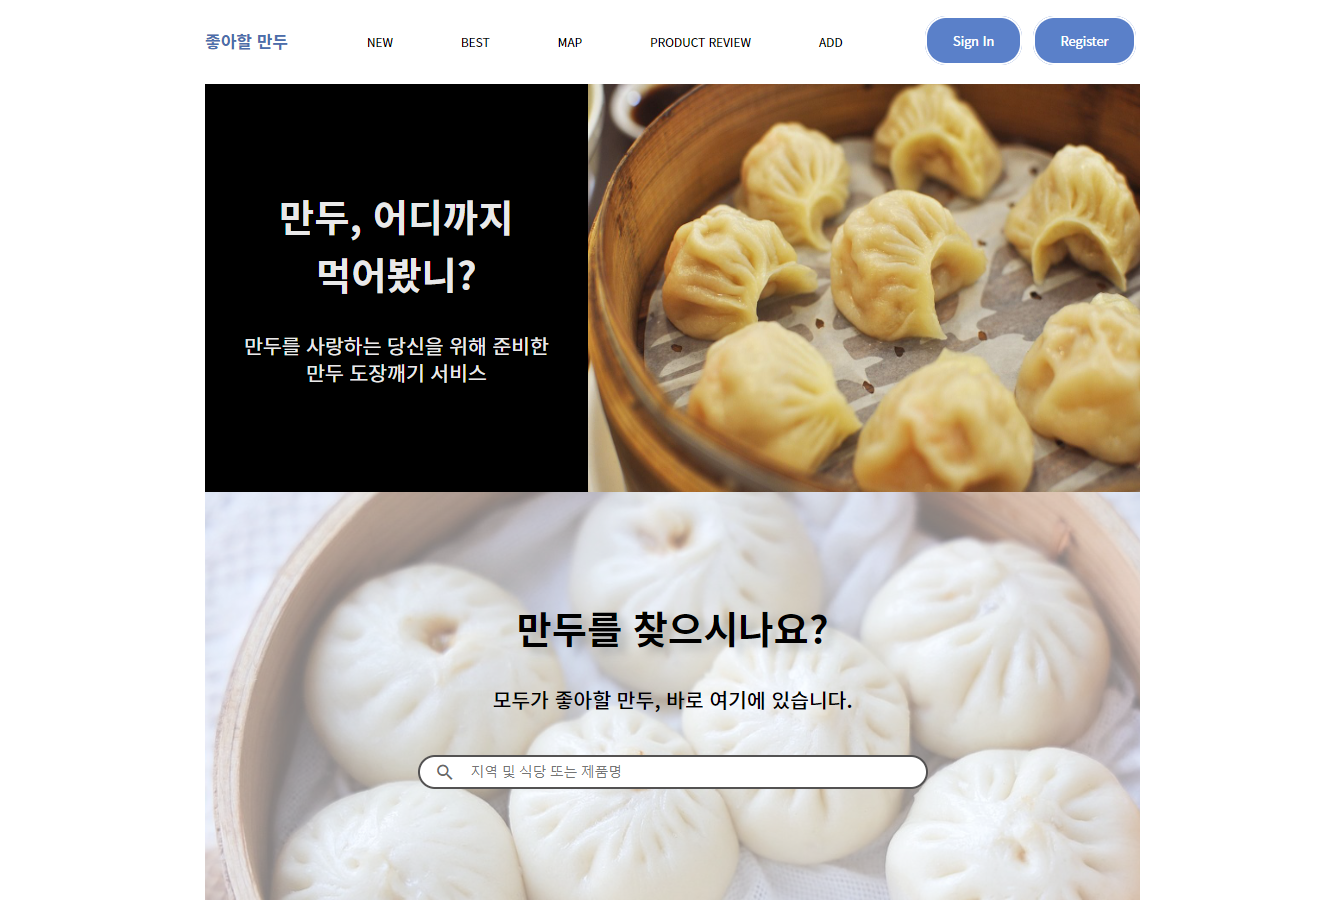 좋아할 만두
NEW
BEST
MAP
PRODUCT REVIEW
ADD
Sign In
Register
만두, 어디까지
먹어봤니?
만두를 사랑하는 당신을 위해 준비한
만두 도장깨기 서비스
만두를 찾으시나요?
모두가 좋아할 만두, 바로 여기에 있습니다.
지역 및 식당 또는 제품명